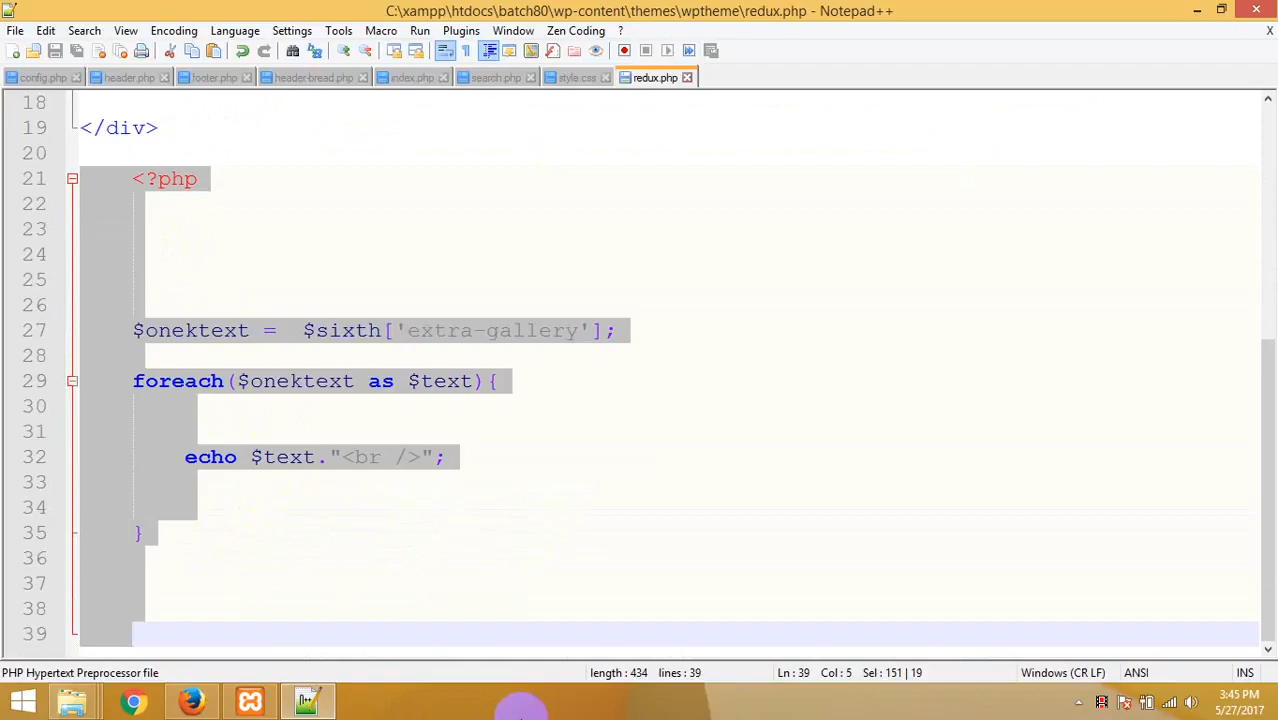 C:\xampp\htdocs\batch80\wp-content\themes\wptheme\redux.php - Notepad++
File Edit Search View Encoding Language Settings Tools Macro Run Plugins Window Zen Coding ? X
config.php header.php footer.php header-bread.php index.php search.php style.css redux.php
18
19 </div>
20
21 <?php
22
23
24
25
26
27 $onektext = $sixth['extra-gallery'];
28
29 foreach($onektext as $text){
30
31
32 echo $text."<br />";
33
34
35 }
36
37
38
39
PHP Hypertext Preprocessor file length : 434 lines : 39 Ln : 39 Col : 5 Sel : 151 | 19 Windows (CR LF) ANSI INS
3:45 PM
5/27/2017